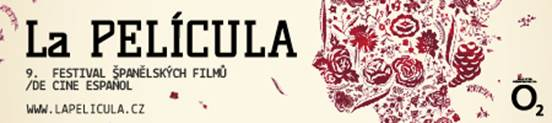 La PELÍCULA
9. FESTIVAL ŠPANĚLSKÝCH FILMŮ
/DE CINE ESPAÑOL
WWW.LAPELICULA.CZ
O2